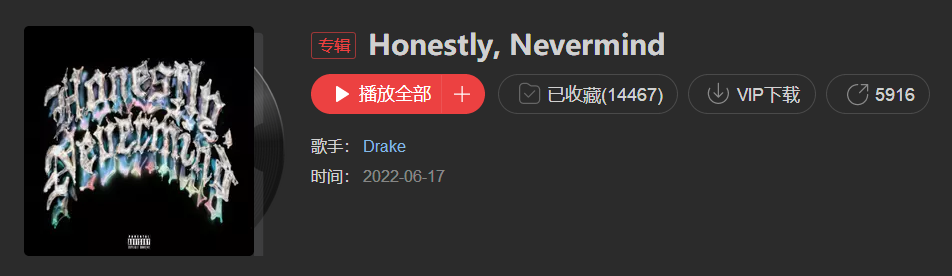 Honestly,
Nevermind
PARENTAL
ADVISORY
EXPLICIT CONTENT
专辑 Honestly, Nevermind
播放全部
已收藏(14467)
VIP下载
5916
歌手： Drake
时间： 2022-06-17